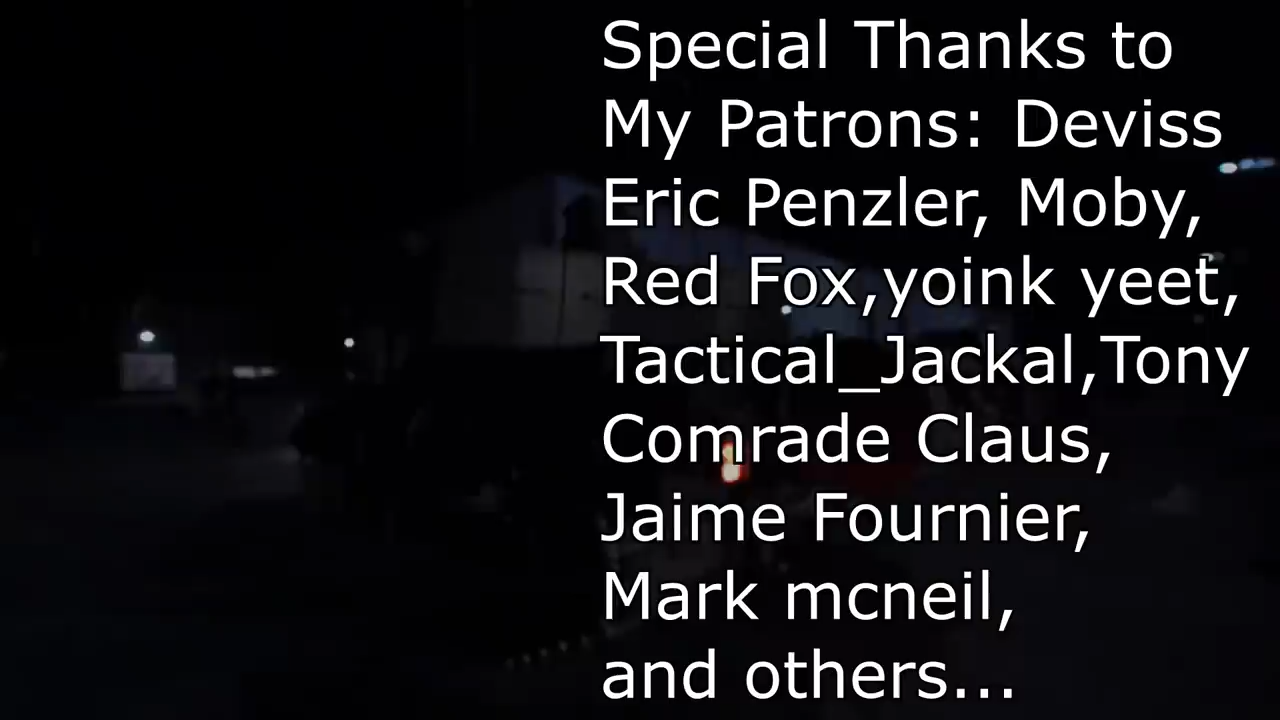 Special Thanks to
My Patrons: Deviss
Eric Penzler, Moby,
Red Fox,yoink yeet,
Tactical_Jackal,Tony
Comrade Claus,
Jaime Fournier,
Mark mcneil,
and others...